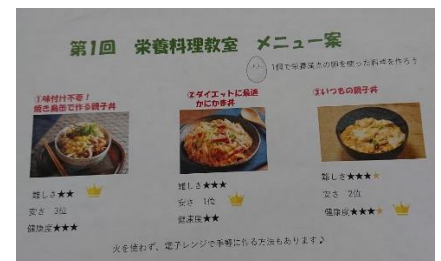 第1回 栄養料理教室 メニュー案
1個で栄養満点の卵を使った料理を作ろう
①味付け不要!
焼き鳥缶で作る親子丼
難しさ★★
安さ 3位
健康度★★★
②ダイエットに最適
かにかま丼
難しさ★★★
安さ 1位
健康度★★
③いつもの親子丼
難しさ★★★★
安さ 2位
健康度★★★★
火を使わず、電子レンジで手軽に作る方法もあります♪